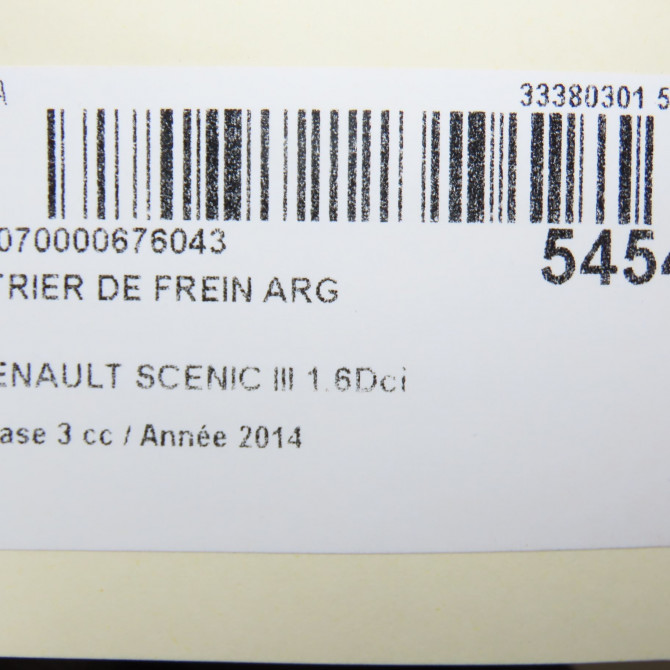 A
33380301 5
070000676043
5454
TRIER DE FREIN ARG
ENAULT SCENIC III 1.6Dci
ase 3 cc / Année 2014